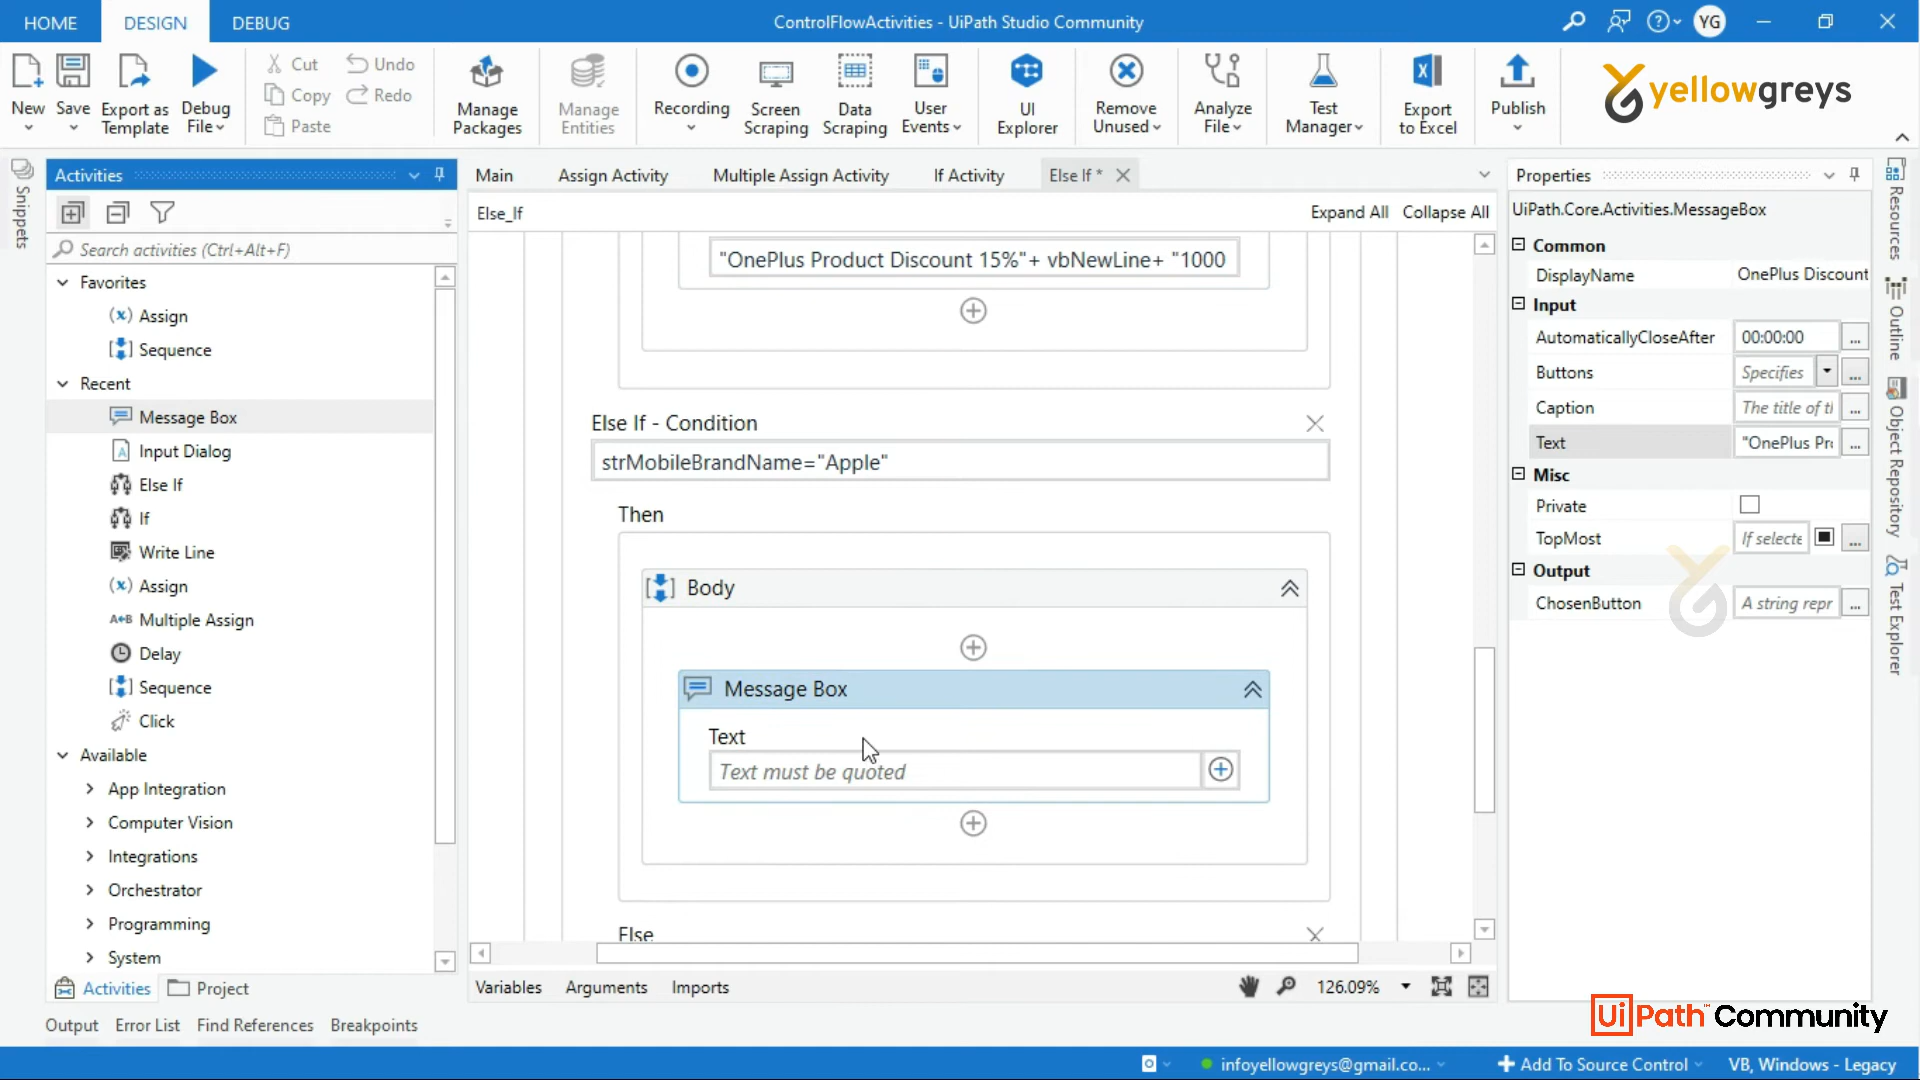 HOME DESIGN DEBUG ControlFlowActivities - UiPath Studio Community YG
New Save Export as Template Debug File Cut Copy Paste Undo Redo Manage Packages Manage Entities Recording Screen Scraping Data Scraping User Events UI Explorer Remove Unused Analyze File Test Manager Export to Excel Publish yellowgreys
Snippets
Activities
Search activities (Ctrl+Alt+F)
Favorites
Assign
Sequence
Recent
Message Box
Input Dialog
Else If
If
Write Line
Assign
Multiple Assign
Delay
Sequence
Click
Available
App Integration
Computer Vision
Integrations
Orchestrator
Programming
System
Activities Project
Main Assign Activity Multiple Assign Activity If Activity Else If *
Else_If Expand All Collapse All
"OnePlus Product Discount 15%"+ vbNewLine+ "1000
Else If - Condition
strMobileBrandName="Apple"
Then
Body
Message Box
Text
Text must be quoted
Else
Variables Arguments Imports 126.09%
Properties
UiPath.Core.Activities.MessageBox
Common
DisplayName OnePlus Discount
Input
AutomaticallyCloseAfter 00:00:00 ...
Buttons Specifies ...
Caption The title of tl ...
Text "OnePlus Pr ...
Misc
Private
TopMost If selecte ...
Output
ChosenButton A string repr ...
Resources
Outline
Object Repository
Test Explorer
Output Error List Find References Breakpoints
UiPath™ Community
infoyellowgreys@gmail.co... Add To Source Control VB, Windows - Legacy